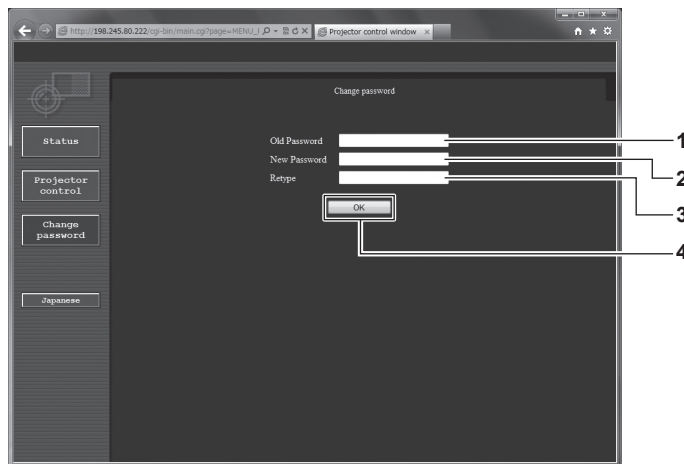 http://198.245.80.222/cgi-bin/main.cgi?page=MENU_
Projector control window
Change password
Status
Old Password
1
New Password
2
Projector
control
Retype
3
OK
Change
password
4
Japanese